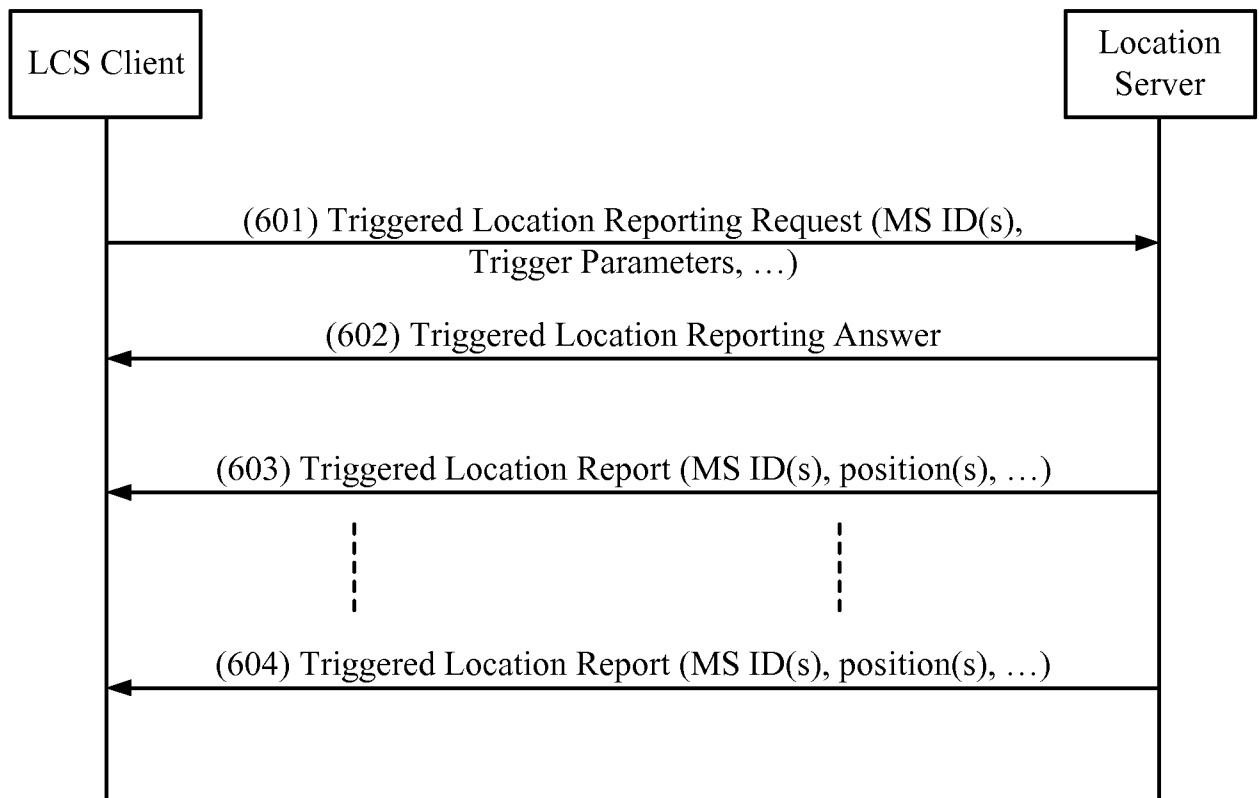 LCS Client
Location
Server
(601) Triggered Location Reporting Request (MS ID(s),
Trigger Parameters, …)
(602) Triggered Location Reporting Answer
(603) Triggered Location Report (MS ID(s), position(s), …)
(604) Triggered Location Report (MS ID(s), position(s), …)